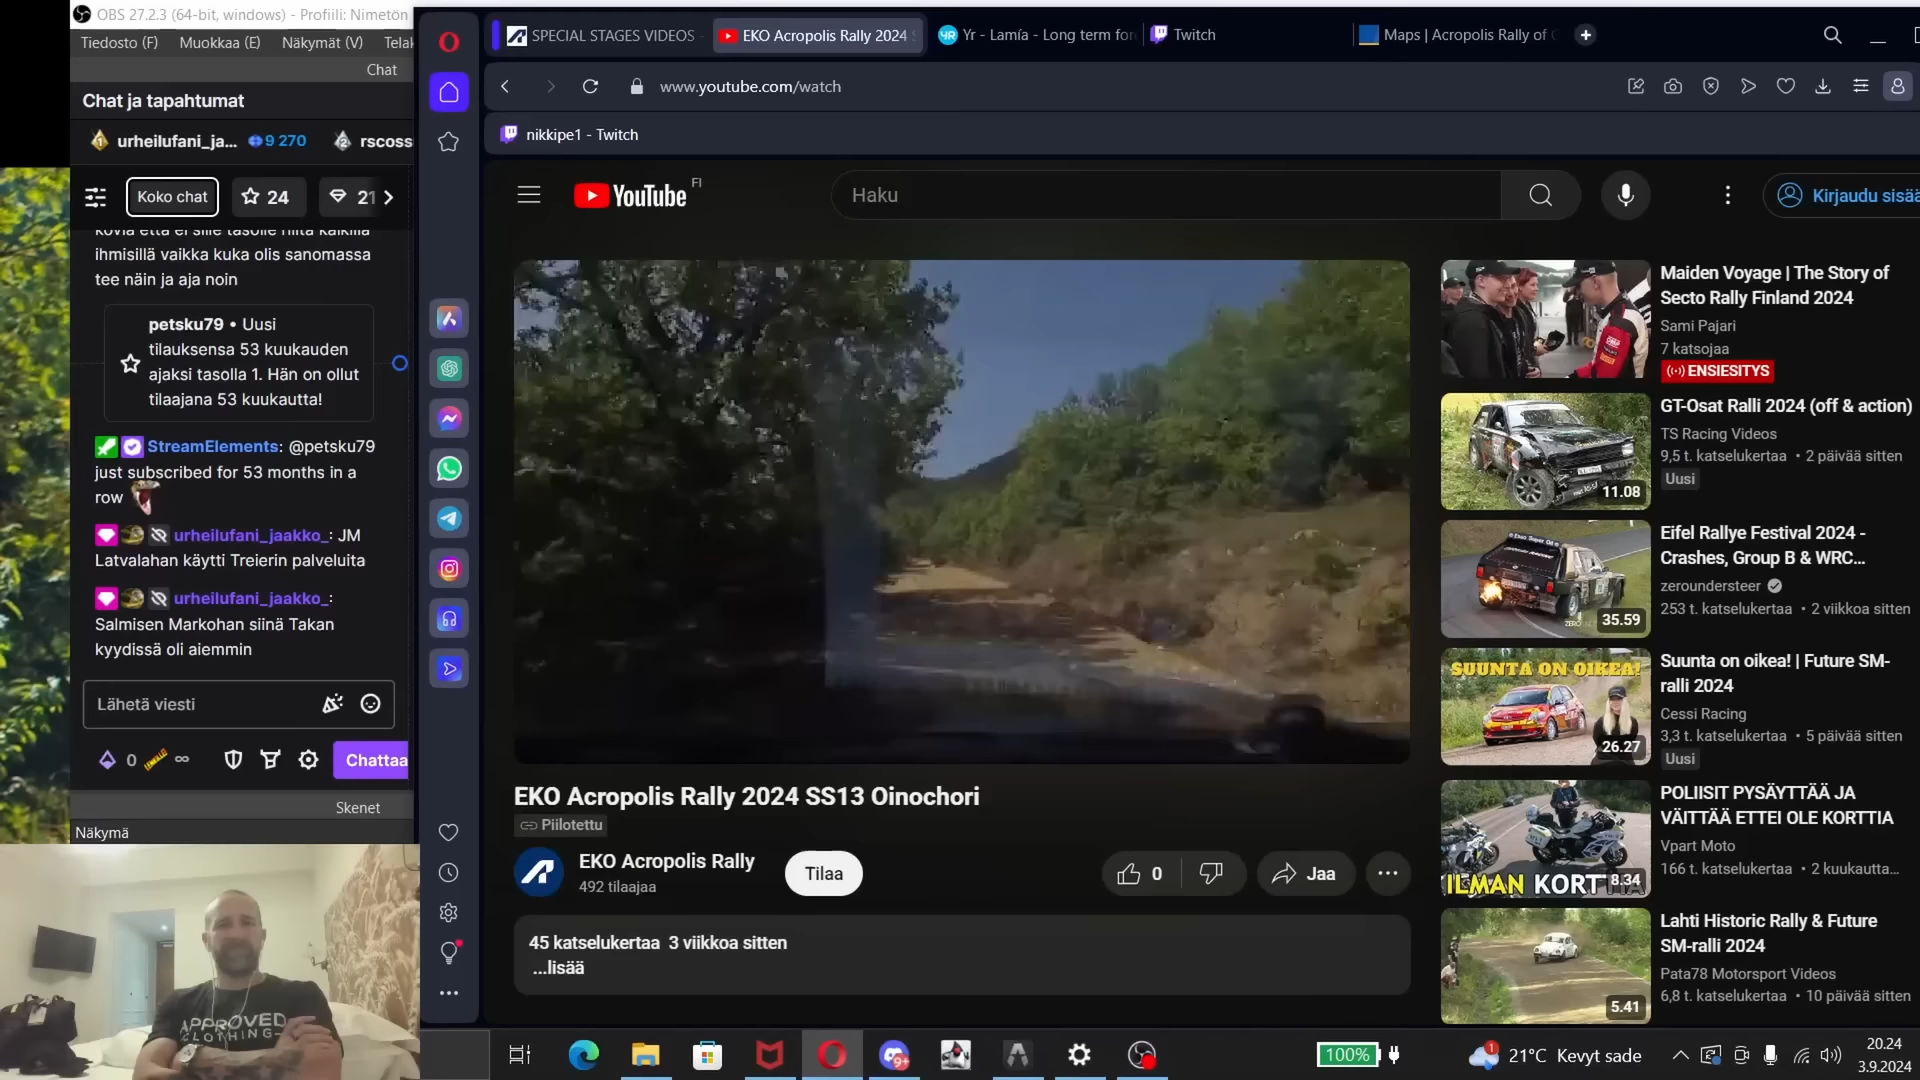 OBS 27.2.3 (64-bit, windows) - Profiili: Nimetön
Tiedosto (F) Muokkaa (E) Näkymät (V) Telak
Chat
Chat ja tapahtumat
urheilufani_ja... 9 270 rscoss
Koko chat 24 21
ihmisillä vaikka kuka olis sanomassa
tee näin ja aja noin
petsku79 • Uusi
tilauksensa 53 kuukauden
ajaksi tasolla 1. Hän on ollut
tilaajana 53 kuukautta!
StreamElements: @petsku79
just subscribed for 53 months in a
row
urheilufani_jaakko_: JM
Latvalahan käytti Treierin palveluita
urheilufani_jaakko_:
Salmisen Markohan siinä Takan
kyydissä oli aiemmin
Lähetä viesti
0 ∞ Chattaa
Skenet
Näkymä
APPROVED
CLOTHING
SPECIAL STAGES VIDEOS -
EKO Acropolis Rally 2024 S
Yr - Lamía - Long term for
Twitch
Maps | Acropolis Rally of
www.youtube.com/watch
nikkipe1 - Twitch
YouTube FI
Haku
Kirjaudu sisää
EKO Acropolis Rally 2024 SS13 Oinochori
Piilotettu
EKO Acropolis Rally
492 tilaajaa
Tilaa
0
Jaa
45 katselukertaa 3 viikkoa sitten
...lisää
Maiden Voyage | The Story of
Secto Rally Finland 2024
Sami Pajari
7 katsojaa
ENSIESITYS
11.08
GT-Osat Ralli 2024 (off & action)
TS Racing Videos
9,5 t. katselukertaa • 2 päivää sitten
Uusi
35.59
Eifel Rallye Festival 2024 -
Crashes, Group B & WRC...
zeroundersteer
253 t. katselukertaa • 2 viikkoa sitten
SUUNTA ON OIKEA!
26.27
Suunta on oikea! | Future SM-
ralli 2024
Cessi Racing
3,3 t. katselukertaa • 5 päivää sitten
Uusi
ILMAN KORTTIA
8.34
POLIISIT PYSÄYTTÄÄ JA
VÄITTÄÄ ETTEI OLE KORTTIA
Vpart Moto
166 t. katselukertaa • 2 kuukautta...
5.41
Lahti Historic Rally & Future
SM-ralli 2024
Pata78 Motorsport Videos
6,8 t. katselukertaa • 10 päivää sitten
9+
100%
1
21°C Kevyt sade
20.24
3.9.2024